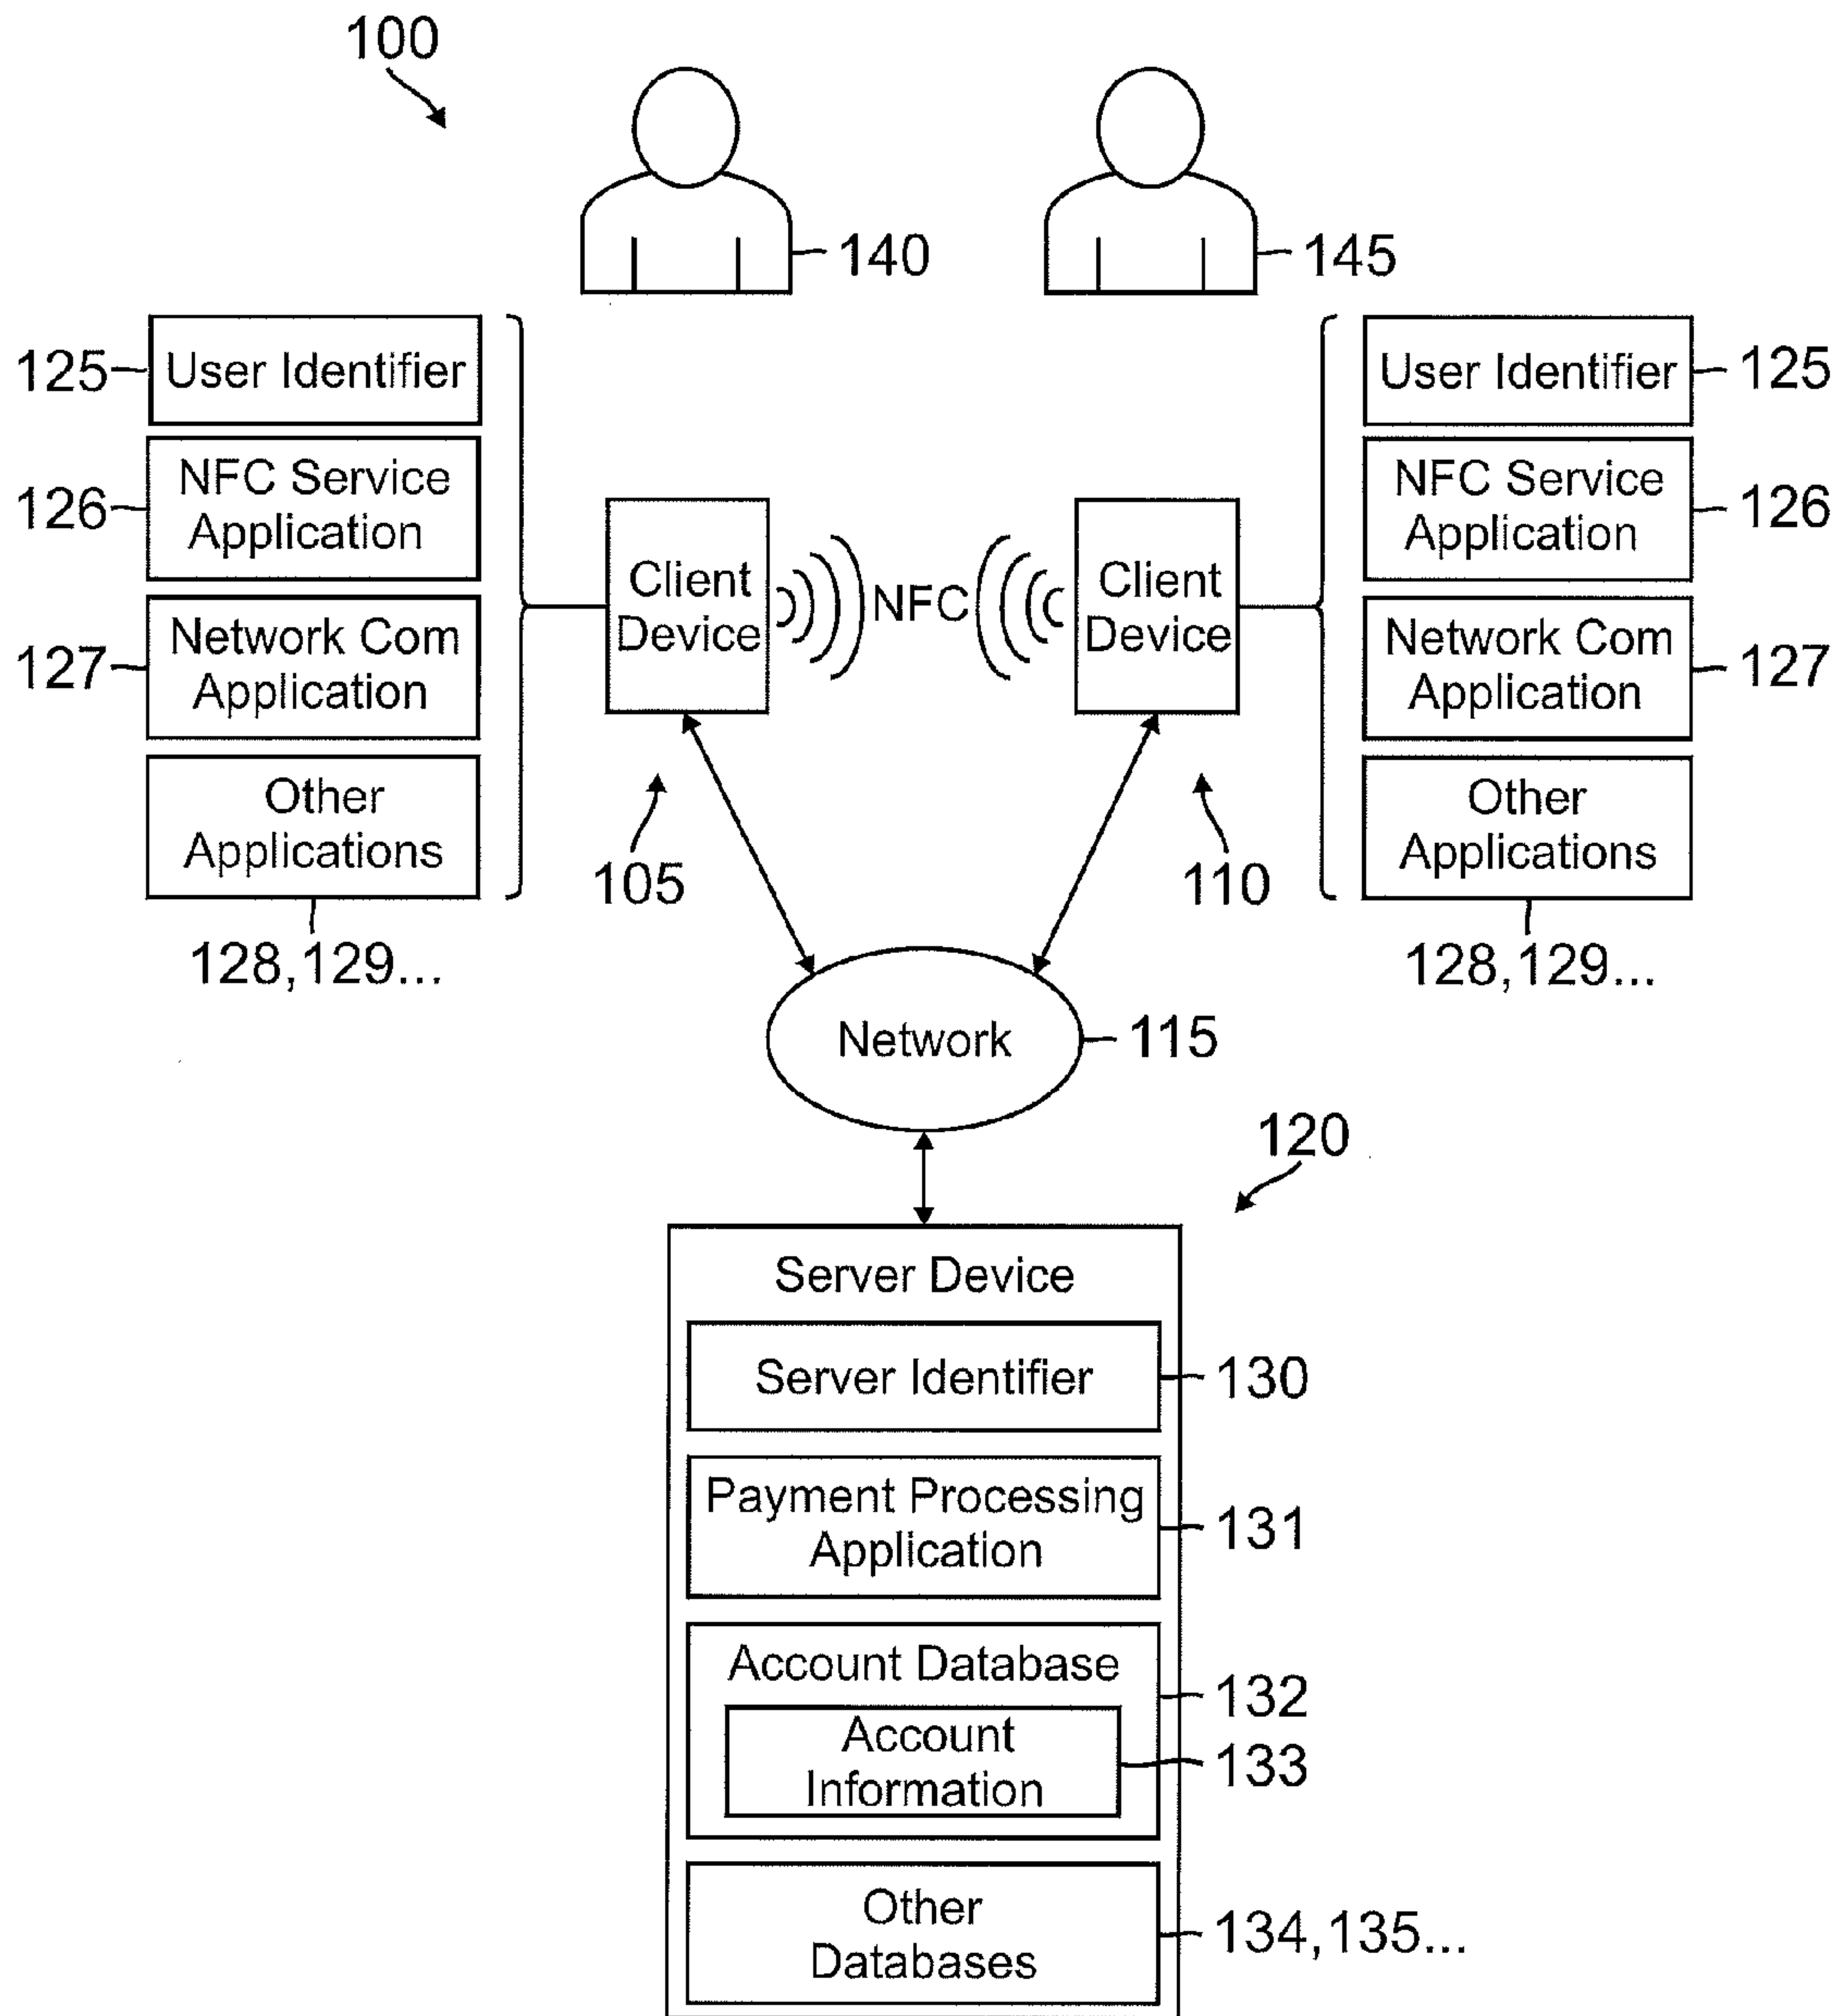 100
140
145
125
User Identifier
User Identifier
125
126
NFC Service
Application
NFC Service
Application
126
Client
Device
NFC
Client
Device
127
Network Com
Application
Network Com
Application
127
Other
Applications
Other
Applications
105
110
128,129...
128,129...
Network
115
120
Server Device
Server Identifier
130
Payment Processing
Application
131
Account Database
132
Account
Information
133
Other
Databases
134,135...